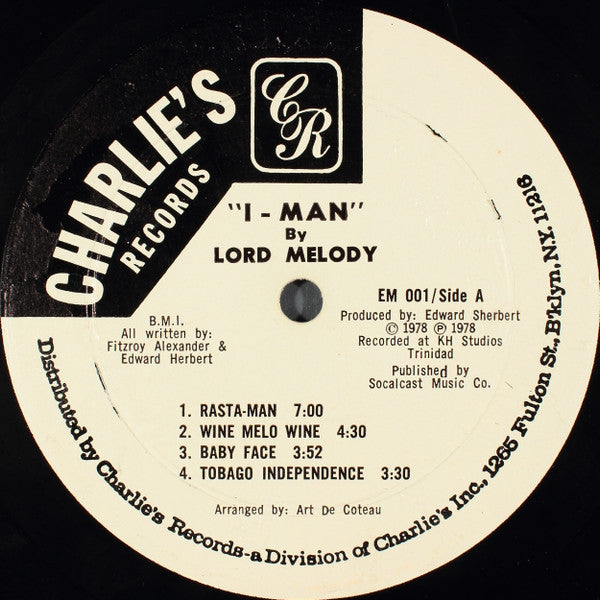 CHARLIE'S
RECORDS
CR
"I - MAN"
By
LORD MELODY
EM 001/Side A
Produced by: Edward Sherbert
© 1978 ℗ 1978
Recorded at KH Studios
Trinidad
Published by
Socalcast Music Co.
B.M.I.
All written by:
Fitzroy Alexander &
Edward Herbert
1. RASTA-MAN 7:00
2. WINE MELO WINE 4:30
3. BABY FACE 3:52
4. TOBAGO INDEPENDENCE 3:30
Arranged by: Art De Coteau
Distributed by Charlie's Records-a Division of Charlie's Inc., 1265 Fulton St., B'klyn, NY. 11216